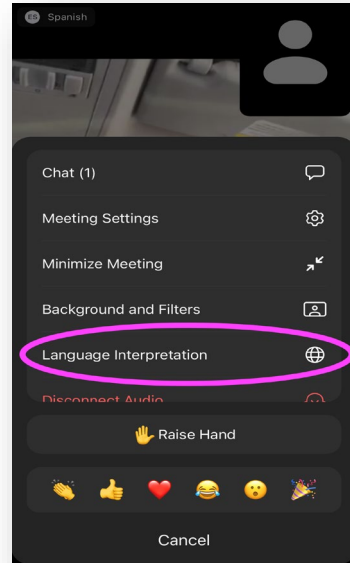 ES Spanish
Chat (1)
Meeting Settings
Minimize Meeting
Background and Filters
Language Interpretation
Disconnect Audio
Raise Hand
Cancel